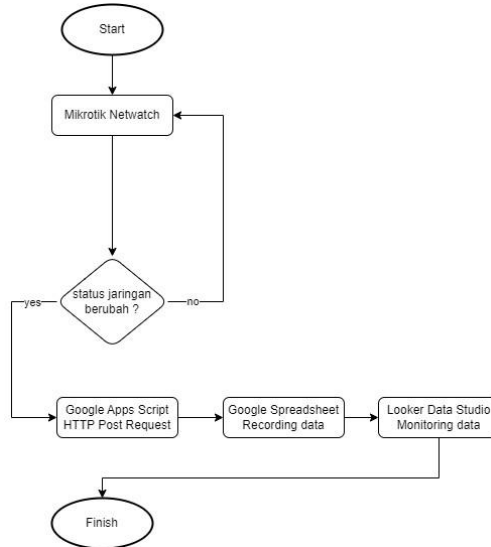 Start
Mikrotik Netwatch
status jaringan
berubah ?
yes
no
Google Apps Script
HTTP Post Request
Google Spreadsheet
Recording data
Looker Data Studio
Monitoring data
Finish